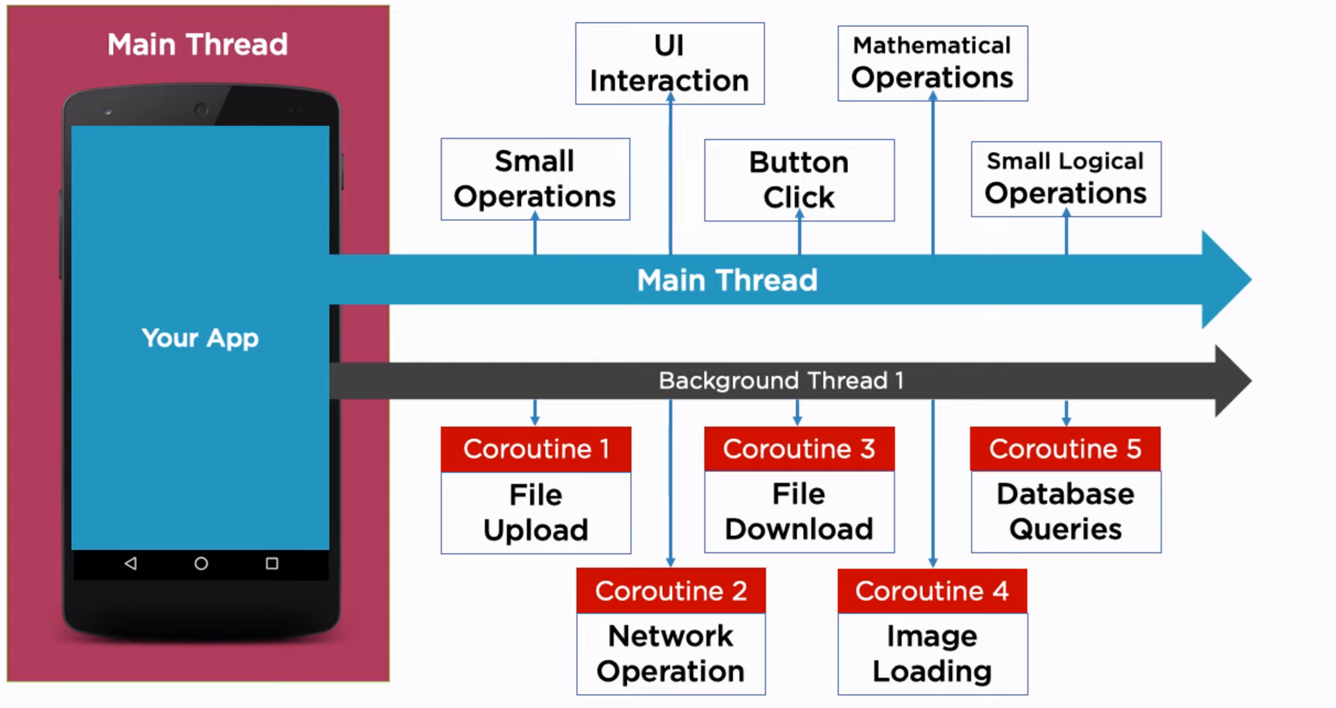 Main Thread
Your App
UI
Interaction
Mathematical
Operations
Small
Operations
Button
Click
Small Logical
Operations
Main Thread
Background Thread 1
Coroutine 1
File
Upload
Coroutine 3
File
Download
Coroutine 5
Database
Queries
Coroutine 2
Network
Operation
Coroutine 4
Image
Loading